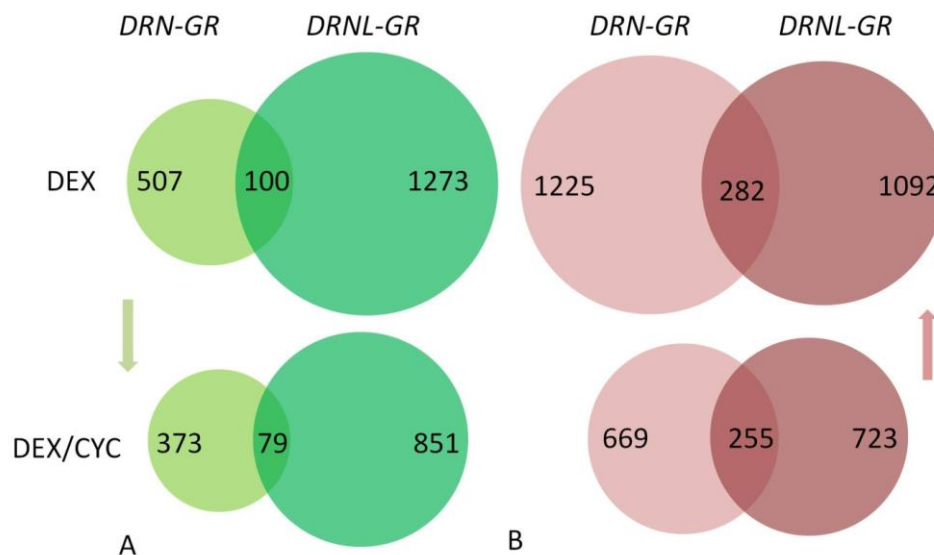 DRN-GR DRNL-GR DRN-GR DRNL-GR
DEX 507 100 1273 1225 282 1092
DEX/CYC 373 79 851 669 255 723
A B